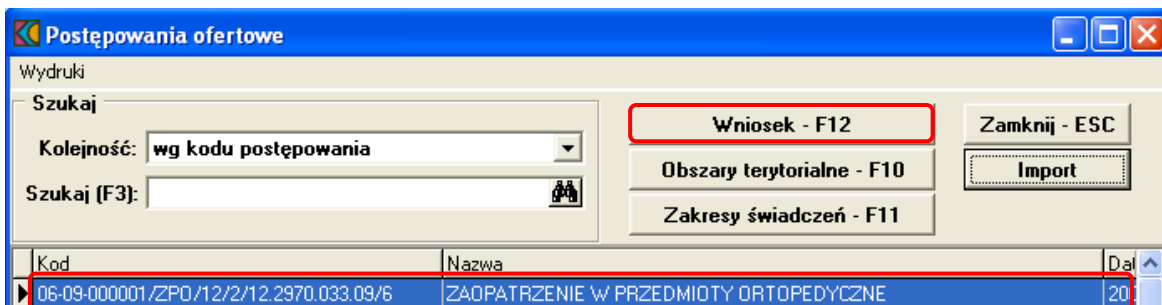 Postępowania ofertowe
Wydruki
Szukaj
Kolejność: wg kodu postępowania
Szukaj (F3):
Wniosek - F12
Obszary terytorialne - F10
Zakresy świadczeń - F11
Zamknij - ESC
Import
Kod Nazwa
06-09-000001/ZPO/12/2/12.2970.033.09/6 ZAOPATRZENIE W PRZEDMIOTY ORTOPEDYCZNE